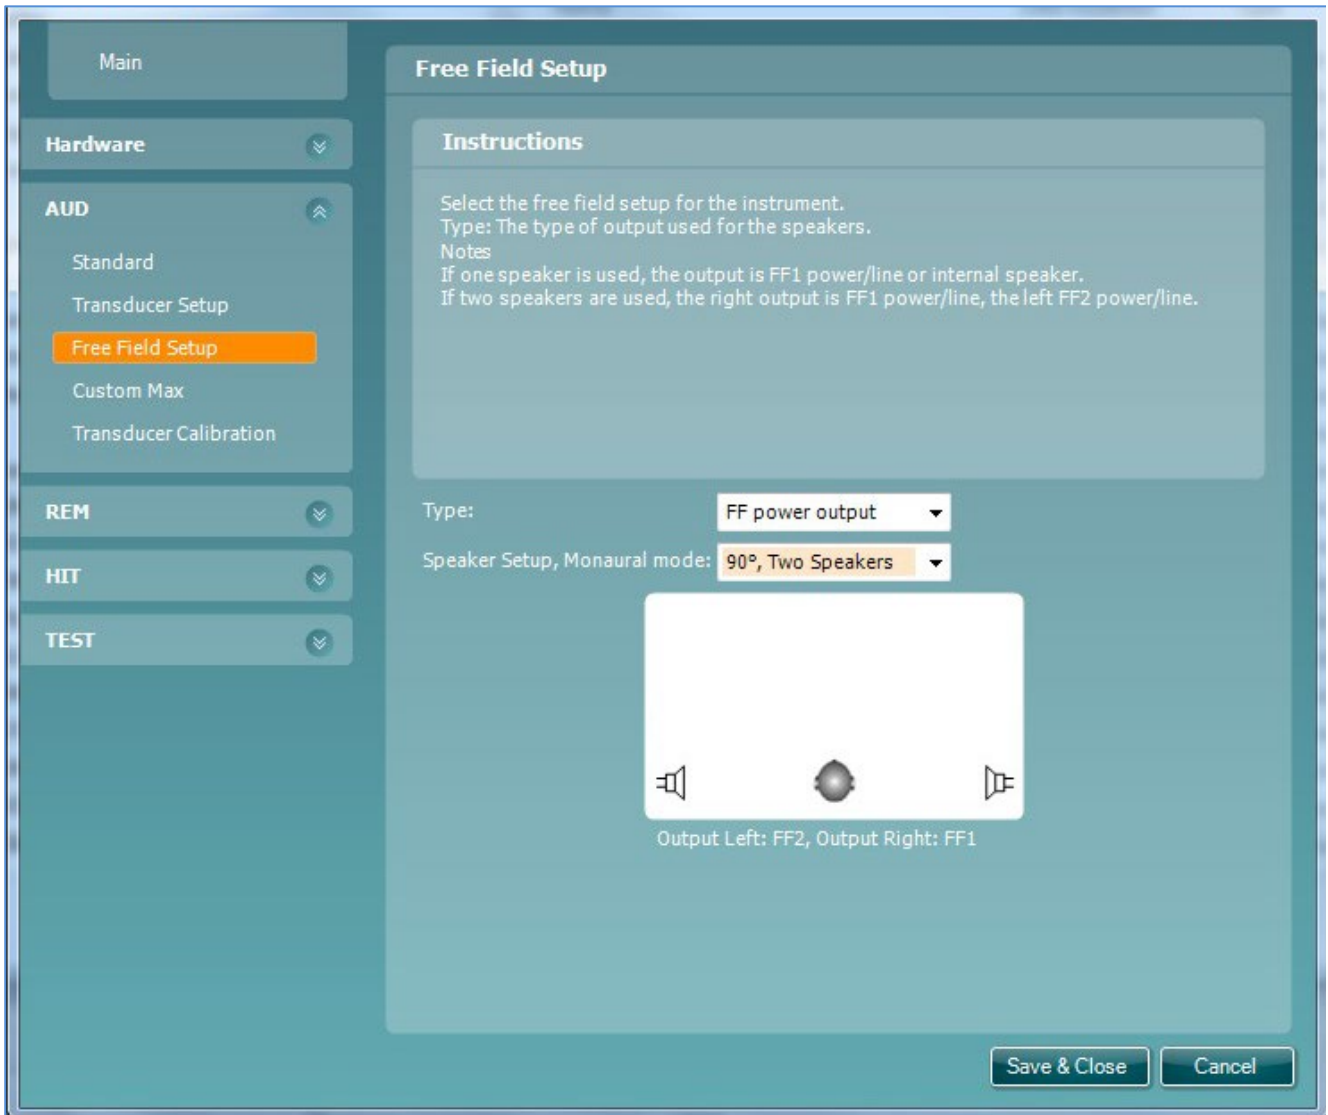 Main
Hardware
AUD
Standard
Transducer Setup
Free Field Setup
Custom Max
Transducer Calibration
REM
HIT
TEST
Free Field Setup
Instructions
Select the free field setup for the instrument.
Type: The type of output used for the speakers.
Notes
If one speaker is used, the output is FF1 power/line or internal speaker.
If two speakers are used, the right output is FF1 power/line, the left FF2 power/line.
Type: FF power output
Speaker Setup, Monaural mode: 90°, Two Speakers
Output Left: FF2, Output Right: FF1
Save & Close Cancel